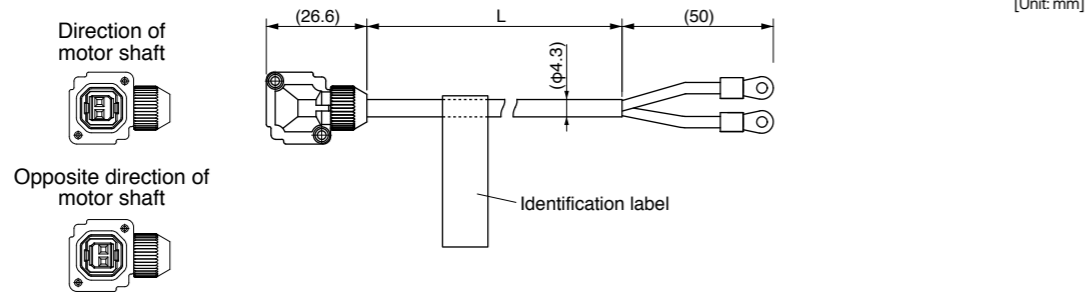 [Unit: mm]
(26.6)
L
(50)
Direction of
motor shaft
(φ4.3)
Opposite direction of
motor shaft
Identification label